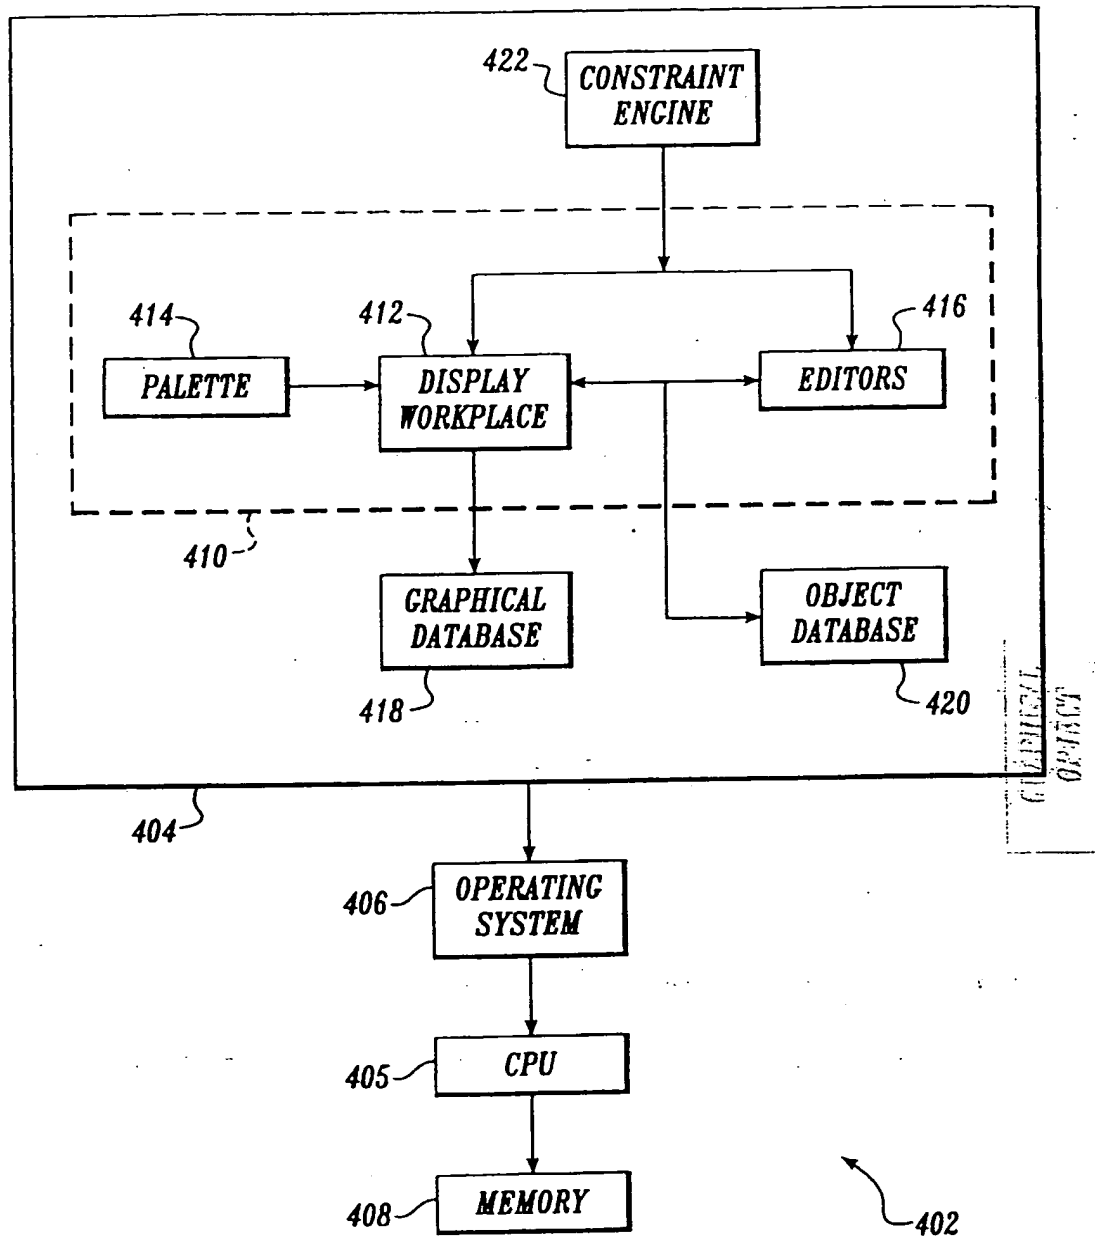 422
CONSTRAINT
ENGINE
414
412
416
PALETTE
DISPLAY
WORKPLACE
EDITORS
410
GRAPHICAL
DATABASE
OBJECT
DATABASE
418
420
404
406
OPERATING
SYSTEM
405
CPU
408
MEMORY
402